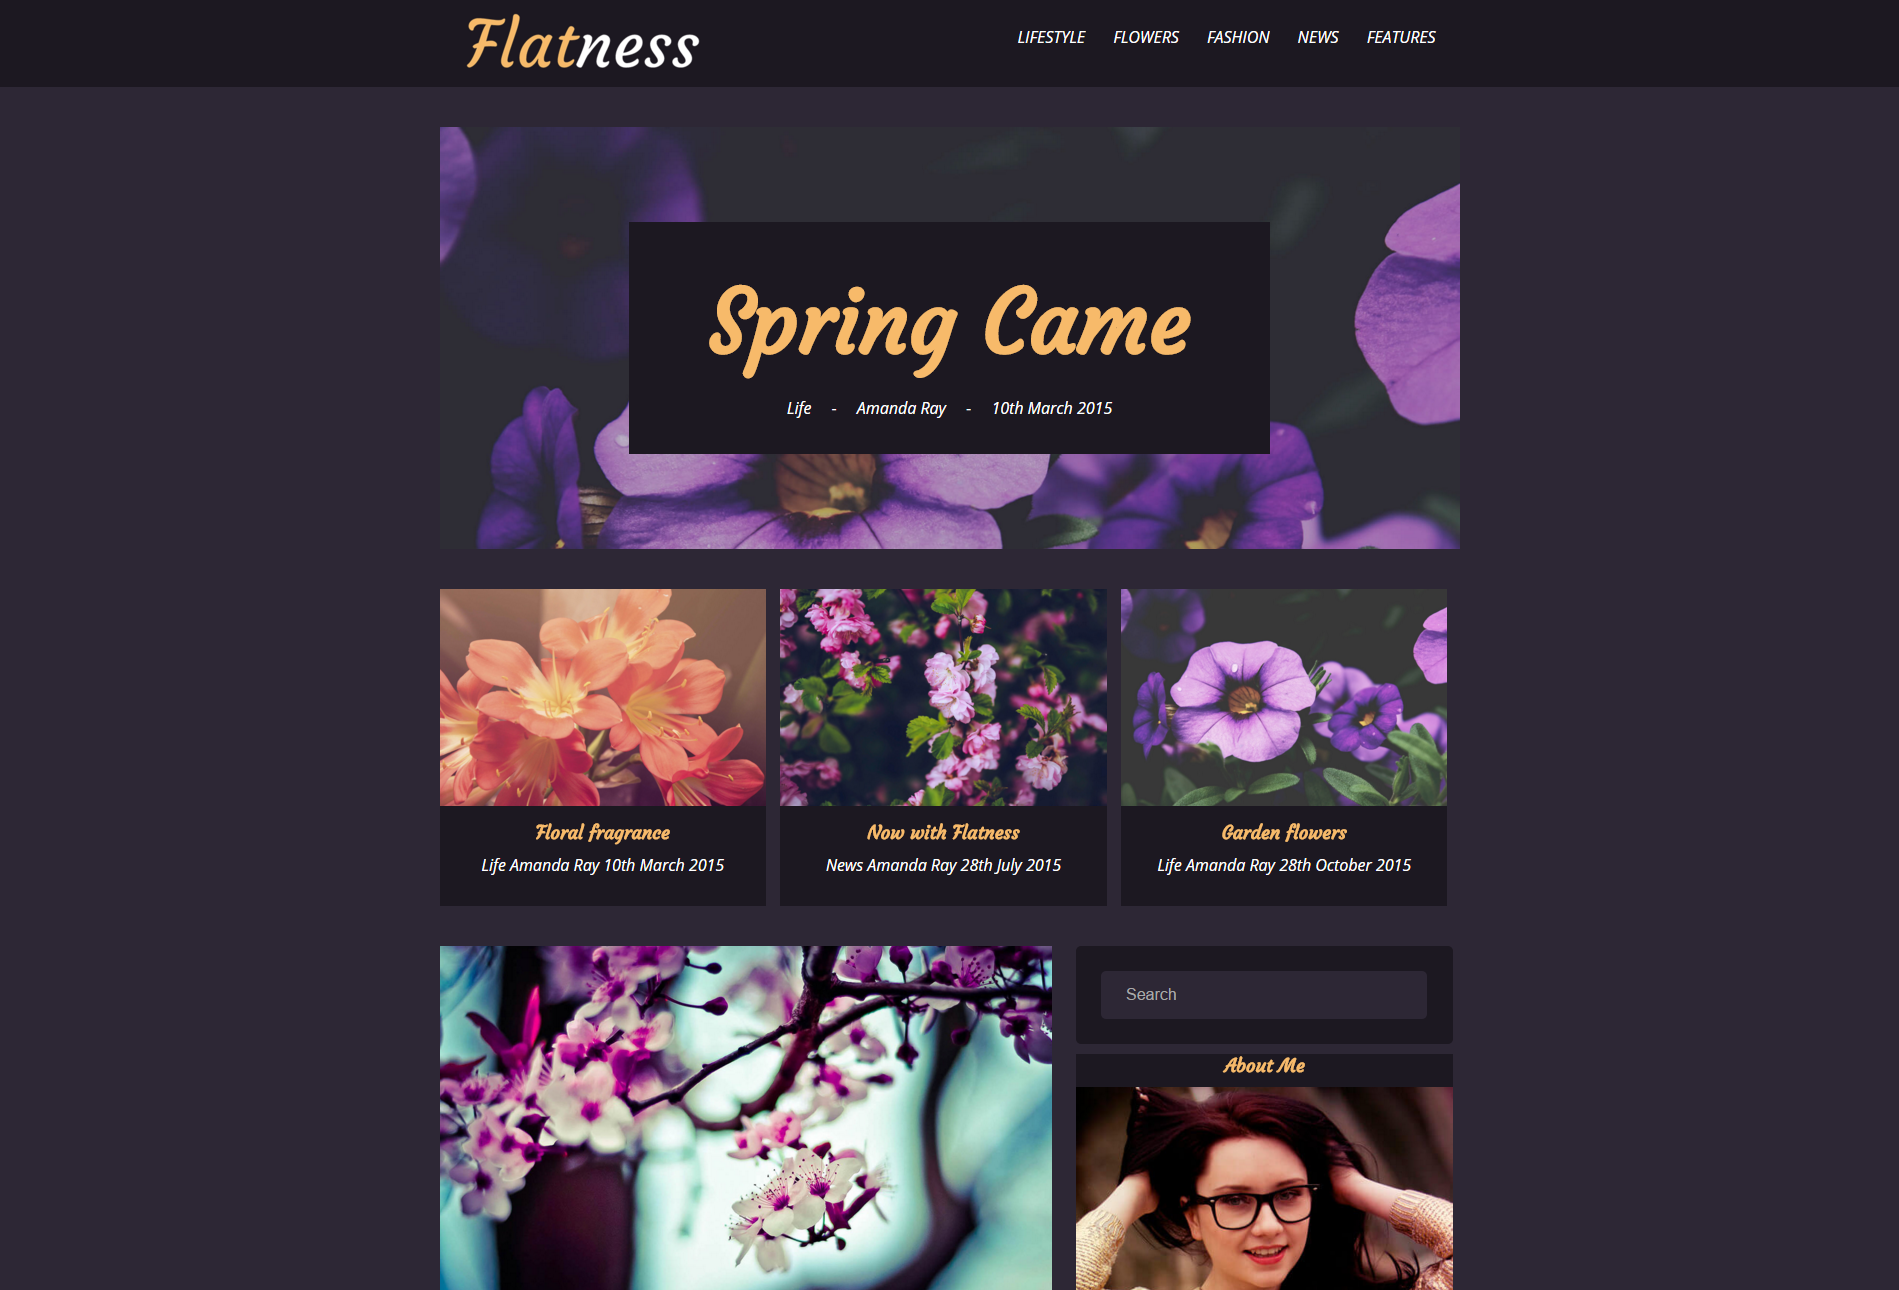 Flatness
LIFESTYLE FLOWERS FASHION NEWS FEATURES
Spring Came
Life - Amanda Ray - 10th March 2015
Floral fragrance
Life Amanda Ray 10th March 2015
Now with Flatness
News Amanda Ray 28th July 2015
Garden flowers
Life Amanda Ray 28th October 2015
Search
About Me